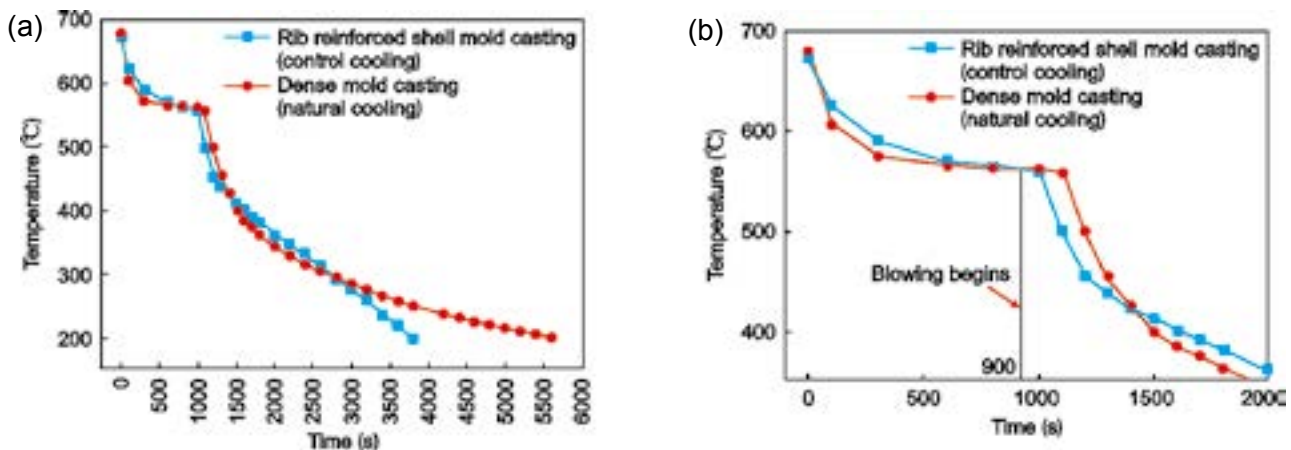 (a)
700
600
500
400
300
200
Temperature (℃)
Rib reinforced shell mold casting
(control cooling)
Dense mold casting
(natural cooling)
0
500
1000
1500
2000
2500
3000
3500
4000
4500
5000
5500
6000
Time (s)
(b)
700
600
500
400
Temperature (℃)
Rib reinforced shell mold casting
(control cooling)
Dense mold casting
(natural cooling)
Blowing begins
900
0
500
1000
1500
2000
Time (s)